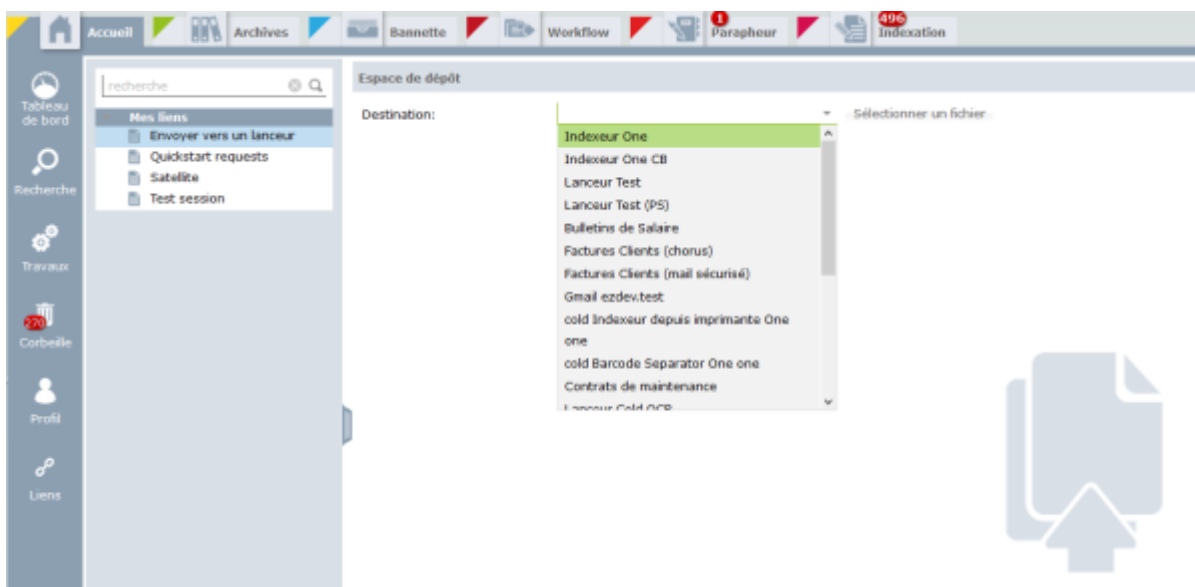 Accueil
Archives
Bannette
Workflow
1
Parapheur
496
Indexation
Tableau
de bord
Recherche
Travaux
270
Corbeille
Profil
Liens
recherche
Mes liens
Envoyer vers un lanceur
Quickstart requests
Satellite
Test session
Espace de dépôt
Destination:
Sélectionner un fichier
Indexeur One
Indexeur One CB
Lanceur Test
Lanceur Test (PS)
Bulletins de Salaire
Factures Clients (chorus)
Factures Clients (mail sécurisé)
Gmail ezdev.test
cold Indexeur depuis imprimante One
one
cold Barcode Separator One one
Contrats de maintenance
Lanceur Cold OCR